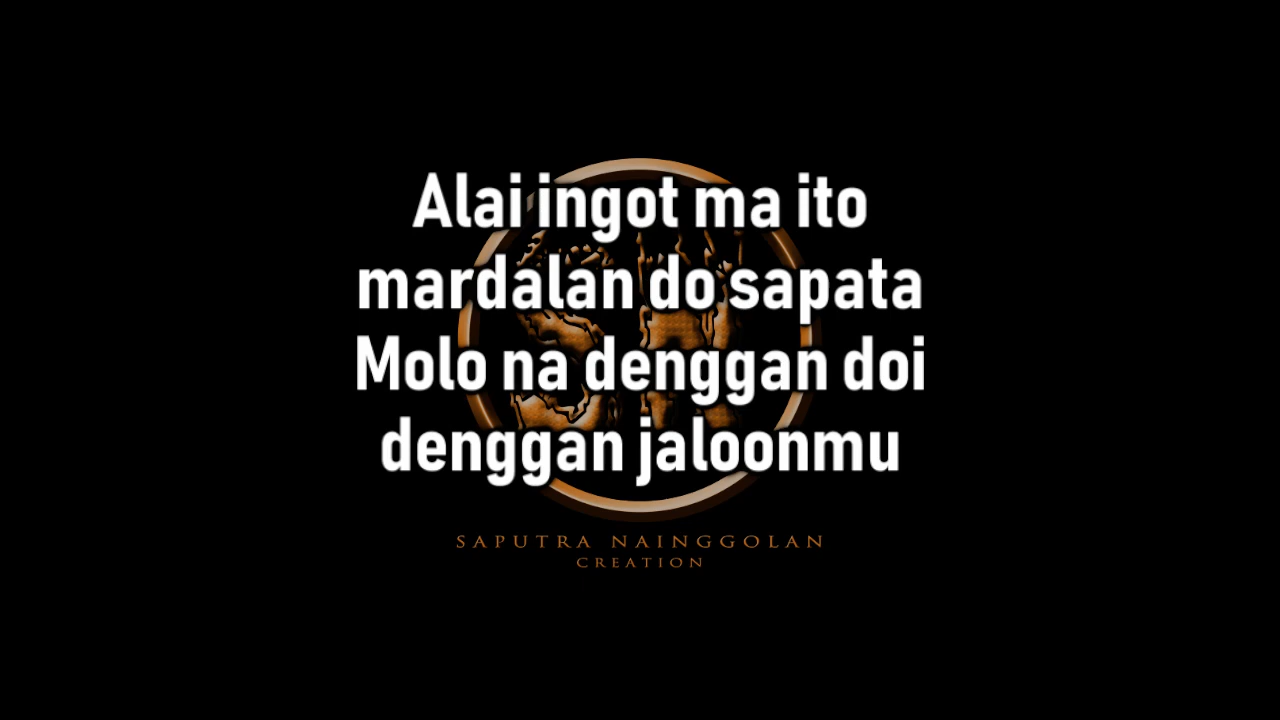 Alai ingot ma ito
mardalan do sapata
Molo na denggan doi
denggan jaloonmu
SAPUTRA NAINGGOLAN
CREATION